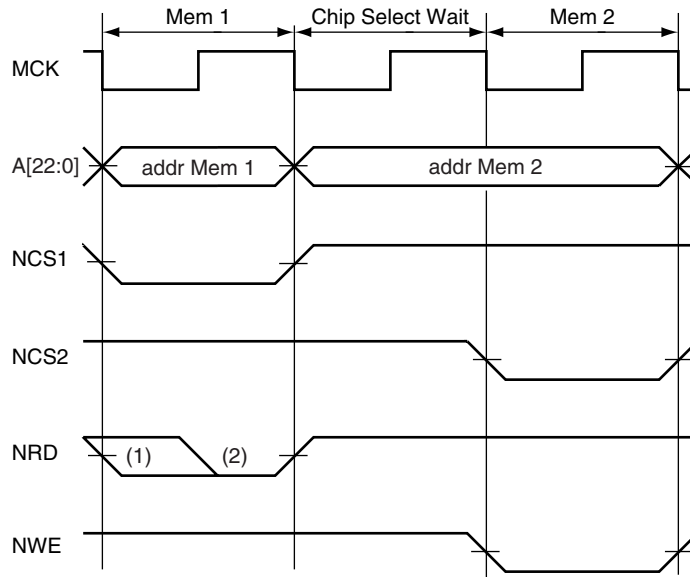 Mem 1 Chip Select Wait Mem 2
MCK
A[22:0] addr Mem 1 addr Mem 2
NCS1
NCS2
NRD (1) (2)
NWE